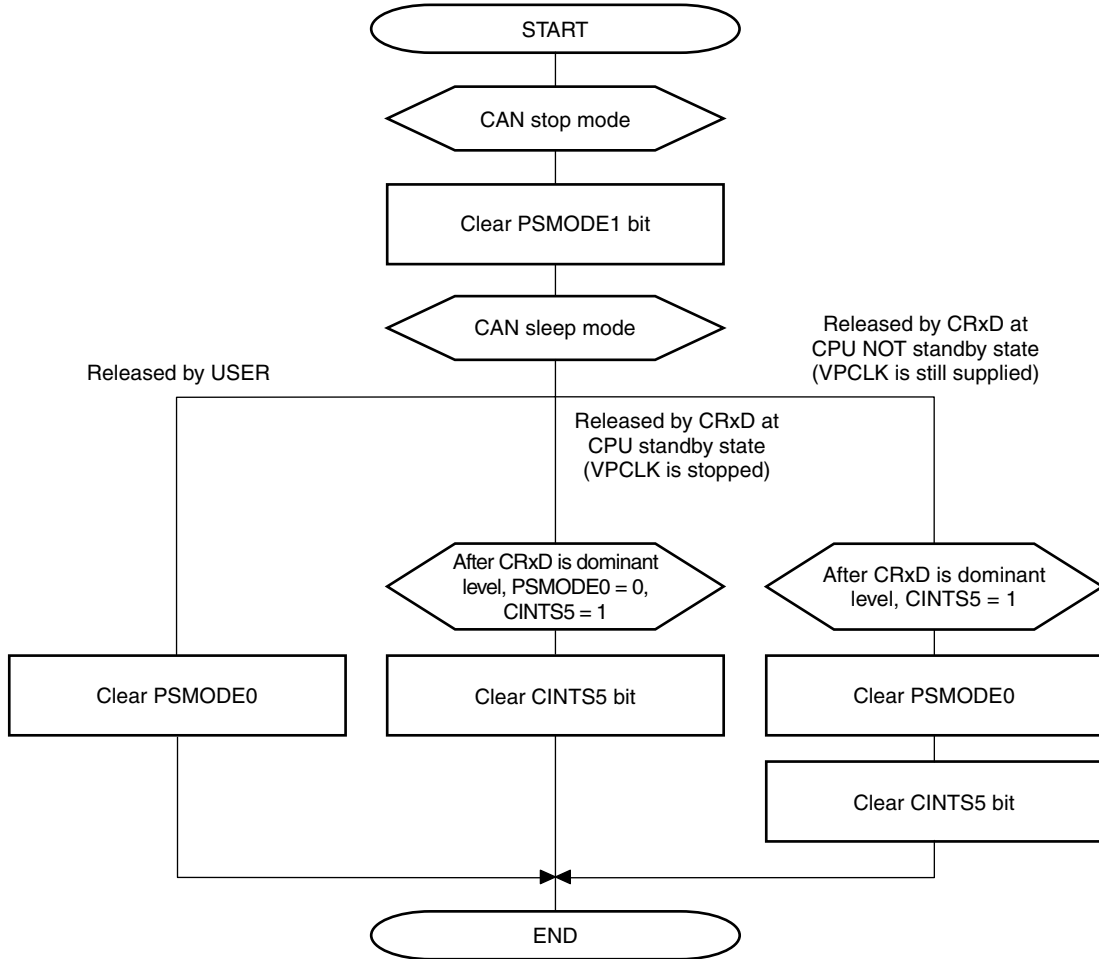 START
CAN stop mode
Clear PSMODE1 bit
CAN sleep mode
Released by CRxD at
CPU NOT standby state
(VPCLK is still supplied)
Released by USER
Released by CRxD at
CPU standby state
(VPCLK is stopped)
After CRxD is dominant
level, PSMODE0 = 0,
CINTS5 = 1
After CRxD is dominant
level, CINTS5 = 1
Clear PSMODE0
Clear CINTS5 bit
Clear PSMODE0
Clear CINTS5 bit
END